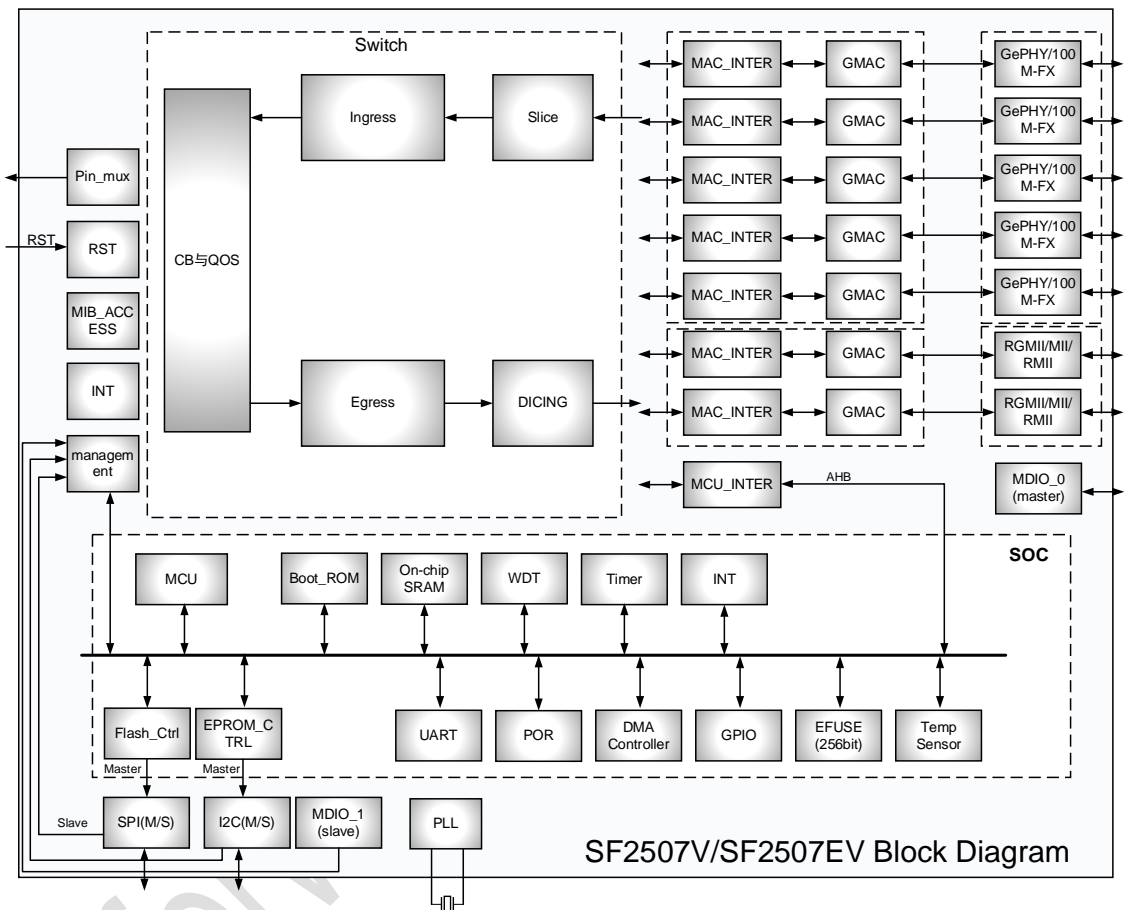 Switch
MAC_INTER
GMAC
GePHY/100
M-FX
Ingress
Slice
MAC_INTER
GMAC
GePHY/100
M-FX
Pin_mux
MAC_INTER
GMAC
GePHY/100
M-FX
RST
RST
CB与QOS
MAC_INTER
GMAC
GePHY/100
M-FX
MIB_ACC
ESS
MAC_INTER
GMAC
GePHY/100
M-FX
INT
Egress
DICING
MAC_INTER
GMAC
RGMII/MII/
RMII
MAC_INTER
GMAC
RGMII/MII/
RMII
managem
ent
MCU_INTER
AHB
MDIO_0
(master)
SOC
MCU
Boot_ROM
On-chip
SRAM
WDT
Timer
INT
Flash_Ctrl
EPROM_C
TRL
UART
POR
DMA
Controller
GPIO
EFUSE
(256bit)
Temp
Sensor
Master
Master
Slave
SPI(M/S)
I2C(M/S)
MDIO_1
(slave)
PLL
SF2507V/SF2507EV Block Diagram